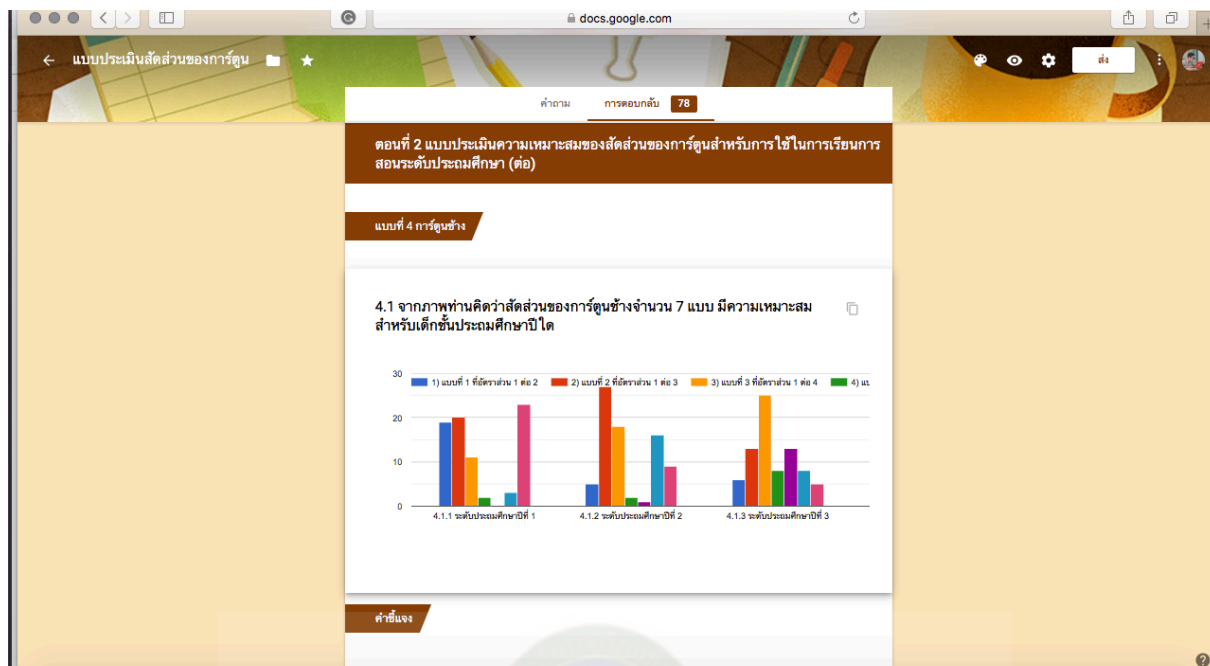 docs.google.com
แบบประเมินสัดส่วนของการ์ตูน
ส่ง
คำถาม การตอบกลับ 78
ตอนที่ 2 แบบประเมินความเหมาะสมของสัดส่วนของการ์ตูนสำหรับการใช้ในการเรียนการ
สอนระดับประถมศึกษา (ต่อ)
แบบที่ 4 การ์ตูนช้าง
4.1 จากภาพท่านคิดว่าสัดส่วนของการ์ตูนช้างจำนวน 7 แบบ มีความเหมาะสม
สำหรับเด็กชั้นประถมศึกษาปีใด
30
1) แบบที่ 1 ที่อัตราส่วน 1 ต่อ 2 2) แบบที่ 2 ที่อัตราส่วน 1 ต่อ 3 3) แบบที่ 3 ที่อัตราส่วน 1 ต่อ 4 4) แบ
20
10
0
4.1.1 ระดับประถมศึกษาปีที่ 1 4.1.2 ระดับประถมศึกษาปีที่ 2 4.1.3 ระดับประถมศึกษาปีที่ 3
คำชี้แจง